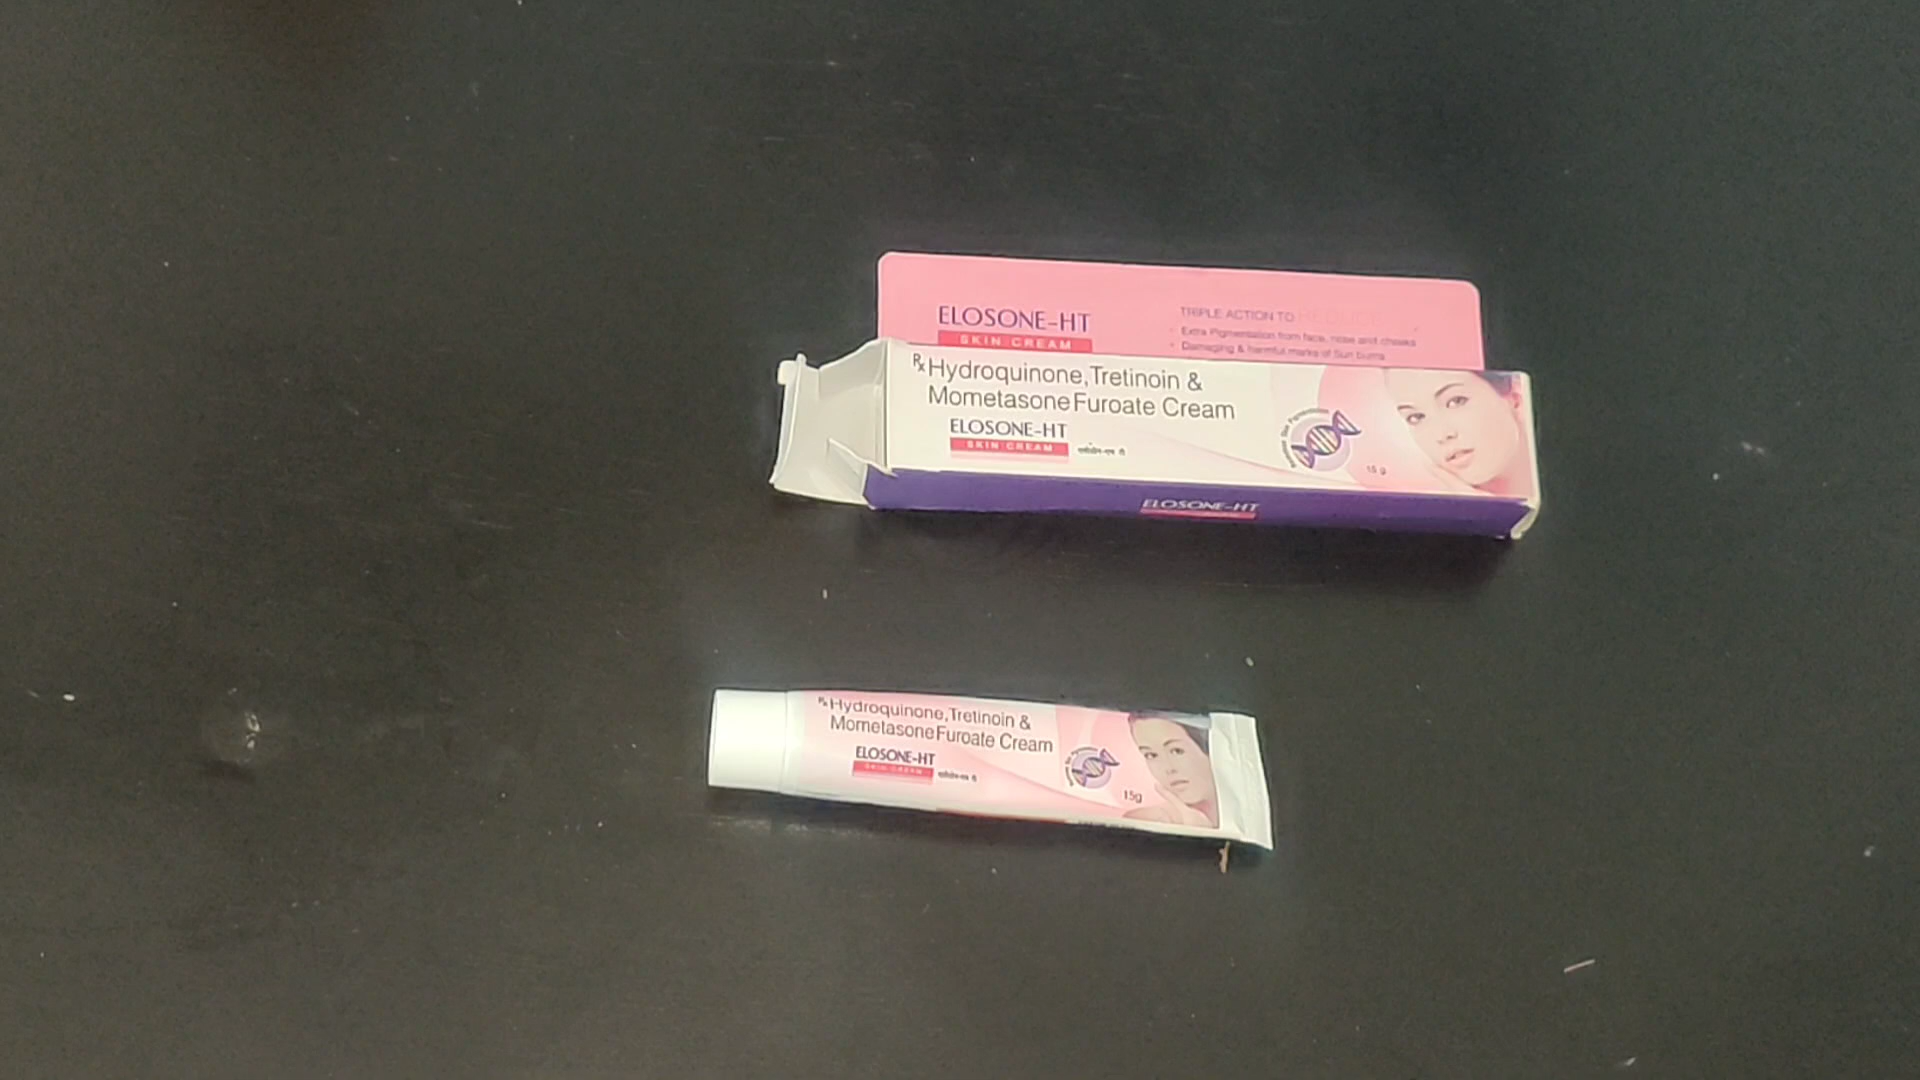 ELOSONE-HT
SKIN CREAM
TRIPLE ACTION TO REDUCE
• Extra Pigmentation from face, nose and cheeks
• Damaging & harmful marks of Sun burns
Rx Hydroquinone, Tretinoin &
Mometasone Furoate Cream
ELOSONE-HT
SKIN CREAM
15 g
ELOSONE-HT
Rx Hydroquinone, Tretinoin &
Mometasone Furoate Cream
ELOSONE-HT
SKIN CREAM
15g